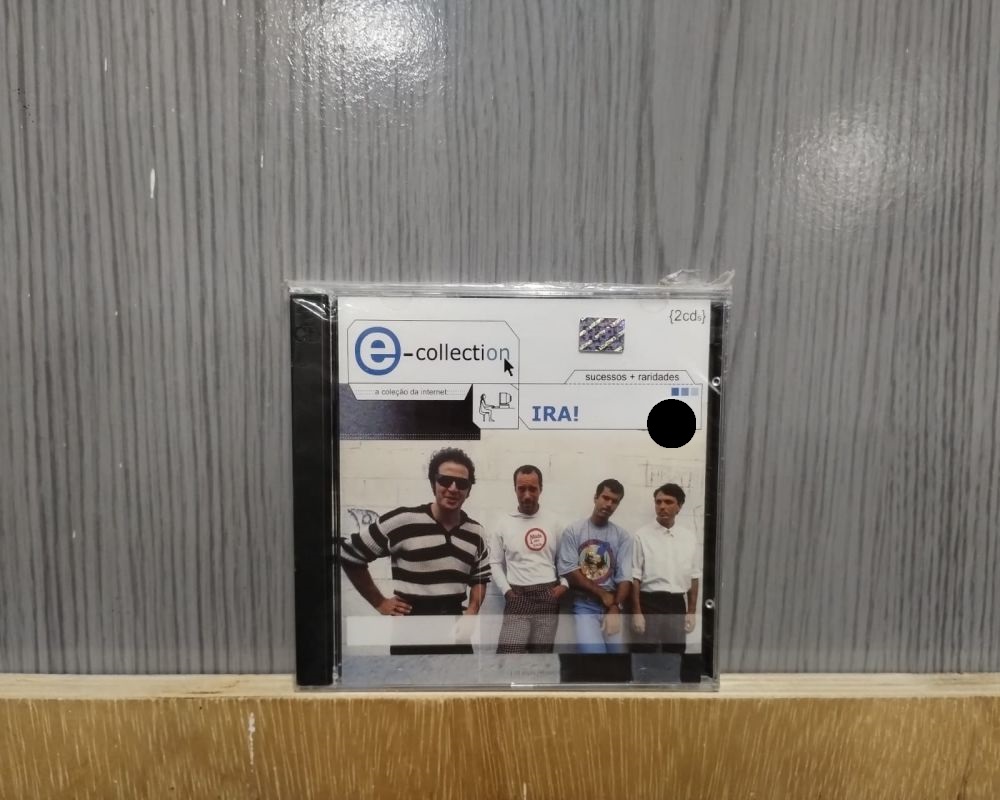 {2cds}
e-collection
sucessos + raridades
a coleção da internet
IRA!